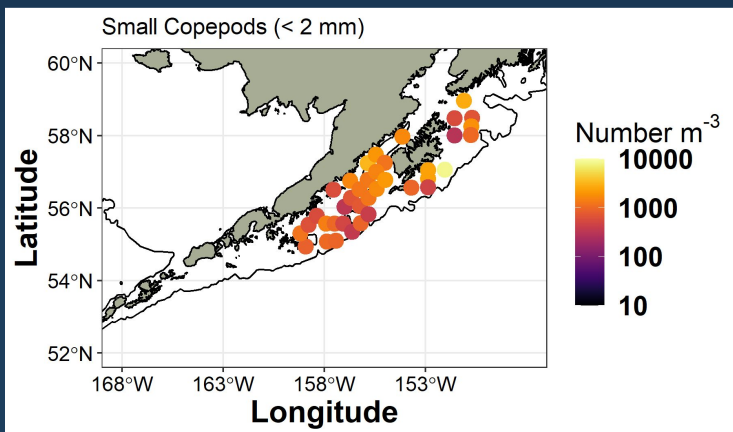 Small Copepods (< 2 mm)
60°N
58°N
56°N
54°N
52°N
Latitude
168°W 163°W 158°W 153°W
Longitude
Number m⁻³
10000
1000
100
10